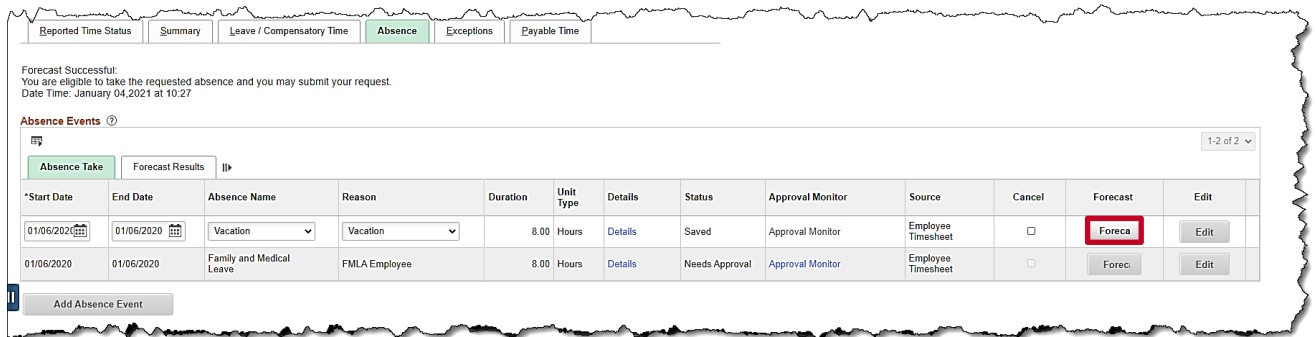 Reported Time Status Summary Leave / Compensatory Time Absence Exceptions Payable Time
Forecast Successful:
You are eligible to take the requested absence and you may submit your request.
Date Time: January 04,2021 at 10:27
Absence Events ?
1-2 of 2
Absence Take Forecast Results
*Start Date End Date Absence Name Reason Duration Unit Type Details Status Approval Monitor Source Cancel Forecast Edit
01/06/2020 01/06/2020 Vacation Vacation 8.00 Hours Details Saved Approval Monitor Employee Timesheet Foreca Edit
01/06/2020 01/06/2020 Family and Medical Leave FMLA Employee 8.00 Hours Details Needs Approval Approval Monitor Employee Timesheet Forec Edit
Add Absence Event